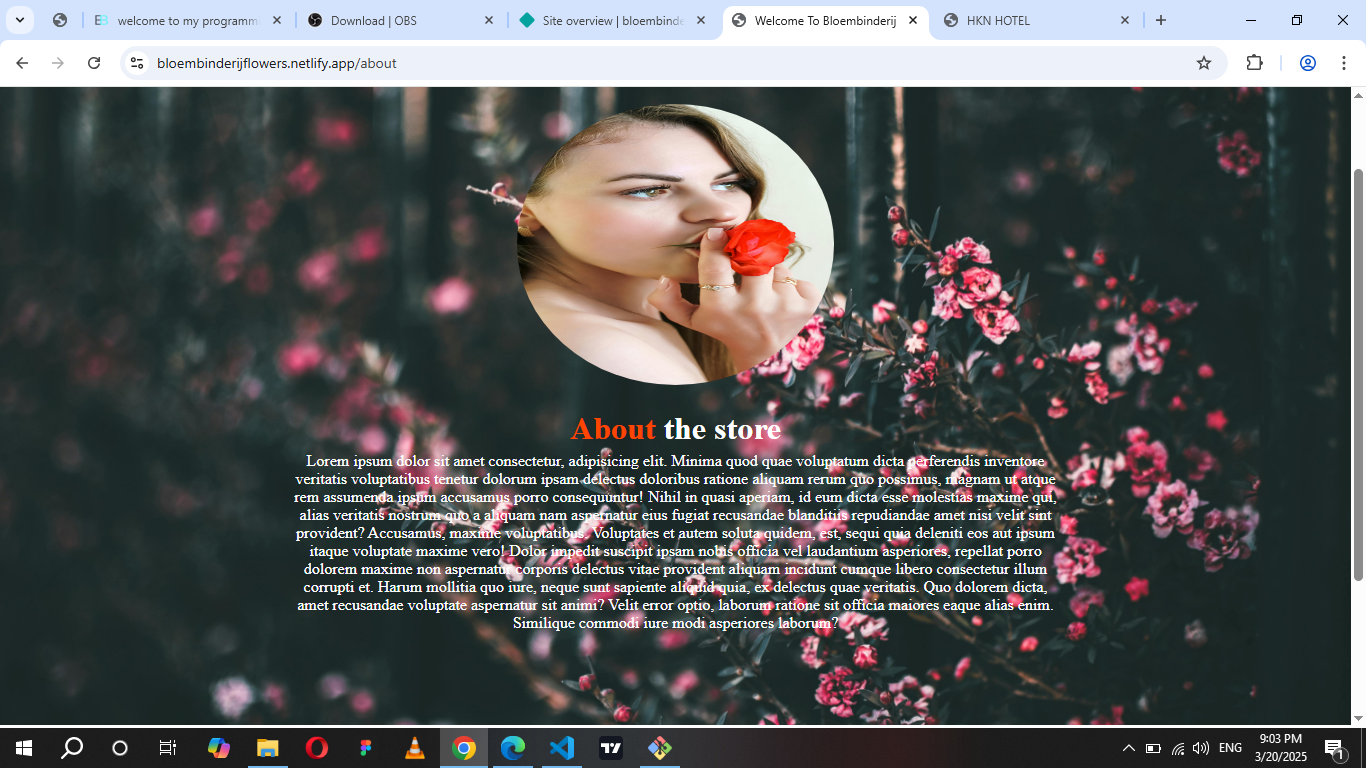 EB welcome to my programm
Download | OBS
Site overview | bloembinde
Welcome To Bloembinderij
HKN HOTEL
bloembinderijflowers.netlify.app/about
About the store
Lorem ipsum dolor sit amet consectetur, adipisicing elit. Minima quod quae voluptatum dicta perferendis inventore
veritatis voluptatibus tenetur dolorum ipsam delectus doloribus ratione aliquam rerum quo possimus, magnam ut atque
rem assumenda ipsum accusamus porro consequuntur! Nihil in quasi aperiam, id eum dicta esse molestias maxime qui,
alias veritatis nostrum quo a aliquam nam aspernatur eius fugiat recusandae blanditiis repudiandae amet nisi velit sint
provident? Accusamus, maxime voluptatibus. Voluptates et autem soluta quidem, est, sequi quia deleniti eos aut ipsum
itaque voluptate maxime vero! Dolor impedit suscipit ipsam nobis officia vel laudantium asperiores, repellat porro
dolorem maxime non aspernatur corporis delectus vitae provident aliquam incidunt cumque libero consectetur illum
corrupti et. Harum mollitia quo iure, neque sunt sapiente aliquid quia, ex delectus quae veritatis. Quo dolorem dicta,
amet recusandae voluptate aspernatur sit animi? Velit error optio, laborum ratione sit officia maiores eaque alias enim.
Similique commodi iure modi asperiores laborum?
ENG
9:03 PM
3/20/2025
1